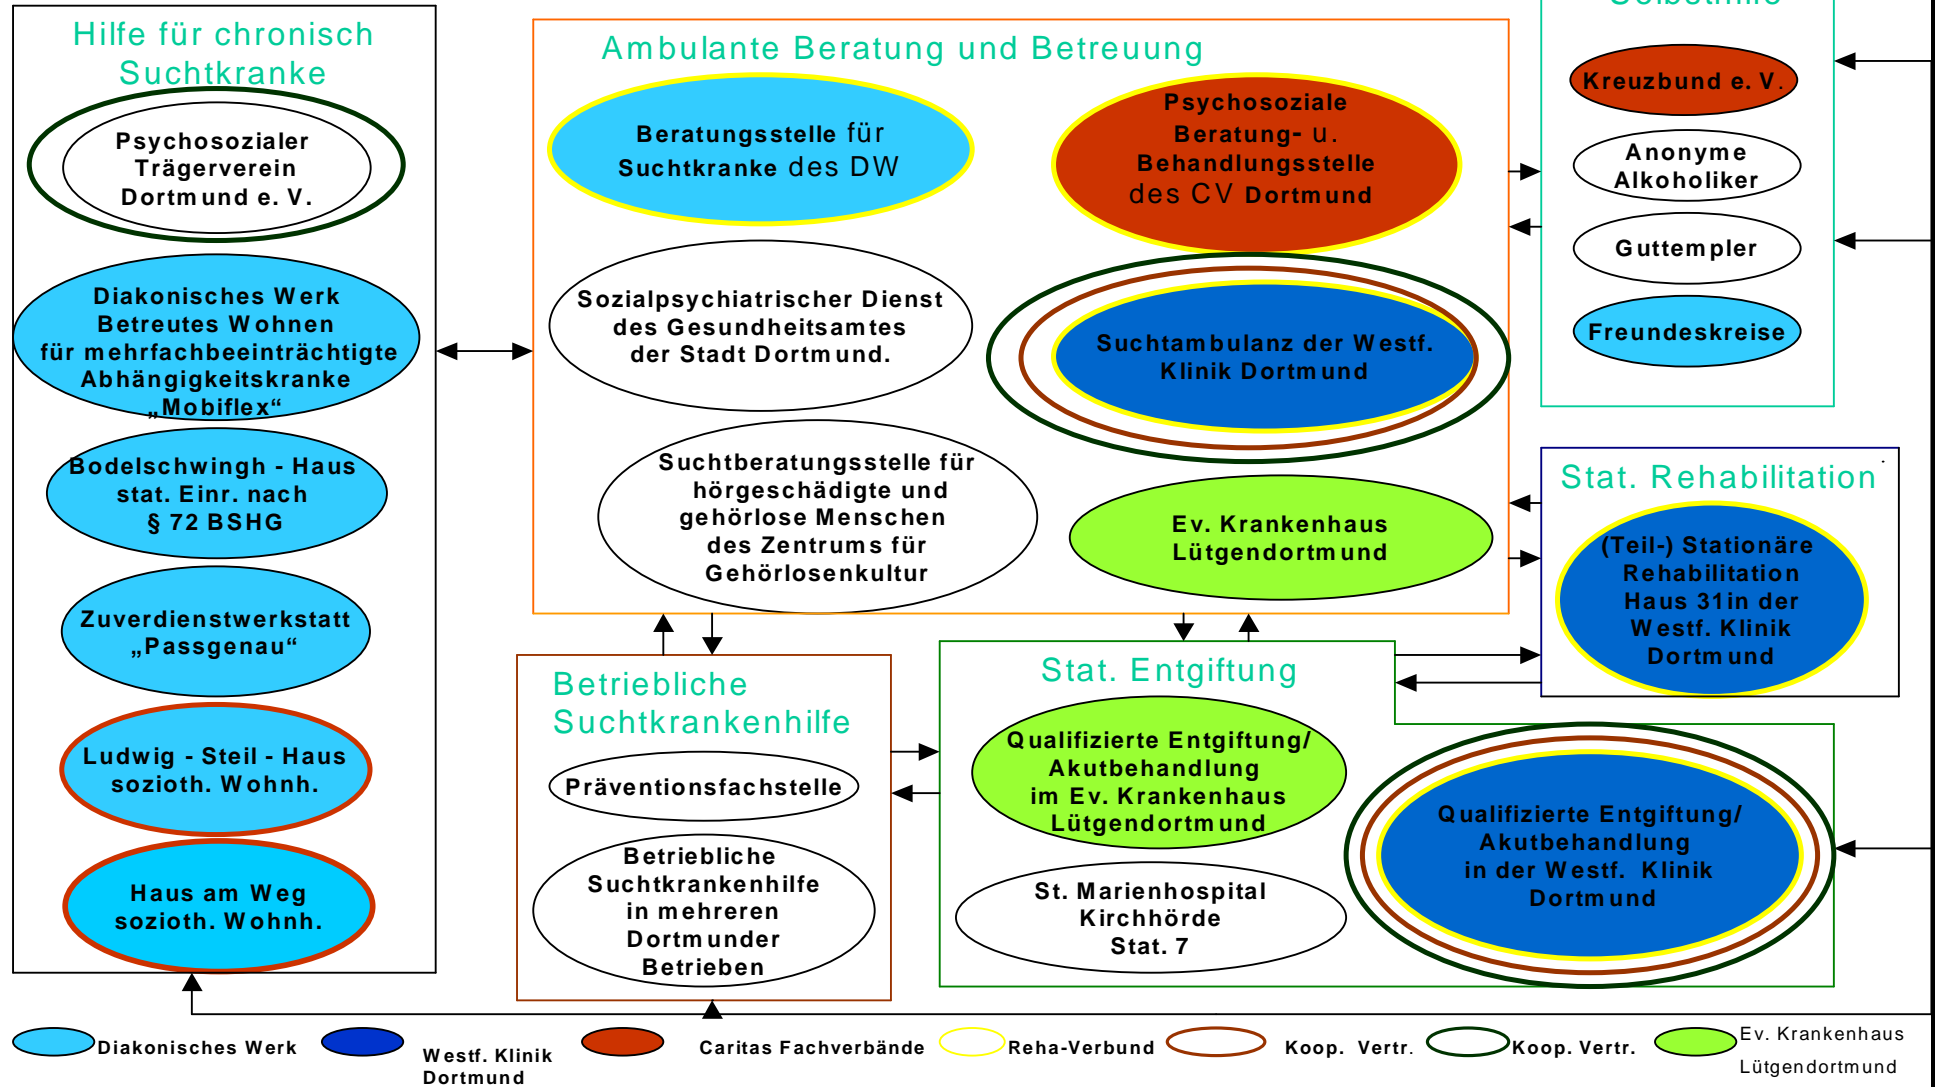 Hilfe für chronisch
Suchtkranke
Psychosozialer
Trägerverein
Dortmund e. V.
Diakonisches Werk
Betreutes Wohnen
für mehrfachbeeinträchtigte
Abhängigkeitskranke
„Mobiflex“
Bodelschwingh - Haus
stat. Einr. nach
§ 72 BSHG
Zuverdienstwerkstatt
„Passgenau“
Ludwig - Steil - Haus
sozioth. Wohnh.
Haus am Weg
sozioth. Wohnh.
Ambulante Beratung und Betreuung
Beratungsstelle für
Suchtkranke des DW
Psychosoziale
Beratung- u.
Behandlungsstelle
des CV Dortmund
Sozialpsychiatrischer Dienst
des Gesundheitsamtes
der Stadt Dortmund.
Suchtambulanz der Westf.
Klinik Dortmund
Suchtberatungsstelle für
hörgeschädigte und
gehörlose Menschen
des Zentrums für
Gehörlosenkultur
Ev. Krankenhaus
Lütgendortmund
Selbsthilfe
Kreuzbund e. V.
Anonyme
Alkoholiker
Guttempler
Freundeskreise
Stat. Rehabilitation
(Teil-) Stationäre
Rehabilitation
Haus 31in der
Westf. Klinik
Dortmund
Betriebliche
Suchtkrankenhilfe
Präventionsfachstelle
Betriebliche
Suchtkrankenhilfe
in mehreren
Dortmunder
Betrieben
Stat. Entgiftung
Qualifizierte Entgiftung/
Akutbehandlung
im Ev. Krankenhaus
Lütgendortmund
St. Marienhospital
Kirchhörde
Stat. 7
Qualifizierte Entgiftung/
Akutbehandlung
in der Westf. Klinik
Dortmund
Diakonisches Werk
Westf. Klinik
Dortmund
Caritas Fachverbände
Reha-Verbund
Koop. Vertr.
Koop. Vertr.
Ev. Krankenhaus
Lütgendortmund